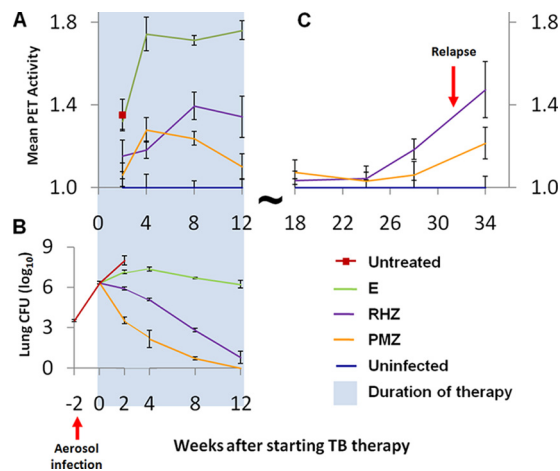 A
C
Mean PET Activity
1.8
1.4
1.0
0
4
8
12
~
Relapse
1.8
1.4
1.0
18
22
26
30
34
B
Lung CFU (log10)
9
6
3
0
-2
0
2
4
8
12
Aerosol
infection
Weeks after starting TB therapy
Untreated
E
RHZ
PMZ
Uninfected
Duration of therapy